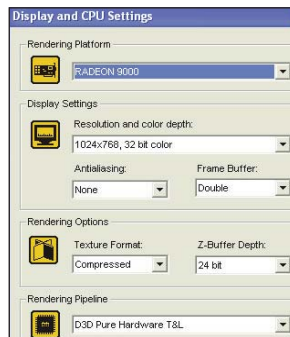 Display and CPU Settings
Rendering Platform
RADEON 9000
Display Settings
Resolution and color depth:
1024x768, 32 bit color
Antialiasing: Frame Buffer:
None Double
Rendering Options
Texture Format: Z-Buffer Depth:
Compressed 24 bit
Rendering Pipeline
D3D Pure Hardware T&L